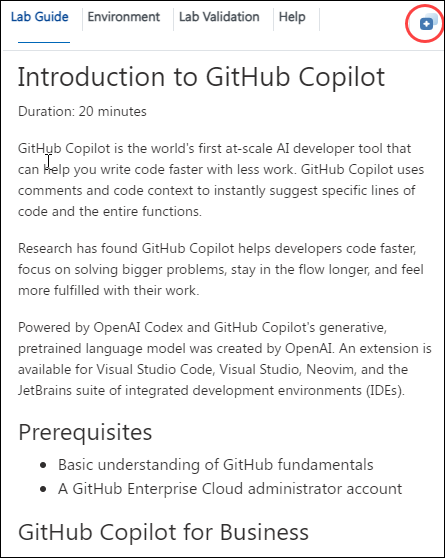 Lab Guide Environment Lab Validation Help
Introduction to GitHub Copilot
Duration: 20 minutes
GitHub Copilot is the world's first at-scale AI developer tool that
can help you write code faster with less work. GitHub Copilot uses
comments and code context to instantly suggest specific lines of
code and the entire functions.
Research has found GitHub Copilot helps developers code faster,
focus on solving bigger problems, stay in the flow longer, and feel
more fulfilled with their work.
Powered by OpenAI Codex and GitHub Copilot's generative,
pretrained language model was created by OpenAI. An extension is
available for Visual Studio Code, Visual Studio, Neovim, and the
JetBrains suite of integrated development environments (IDEs).
Prerequisites
• Basic understanding of GitHub fundamentals
• A GitHub Enterprise Cloud administrator account
GitHub Copilot for Business